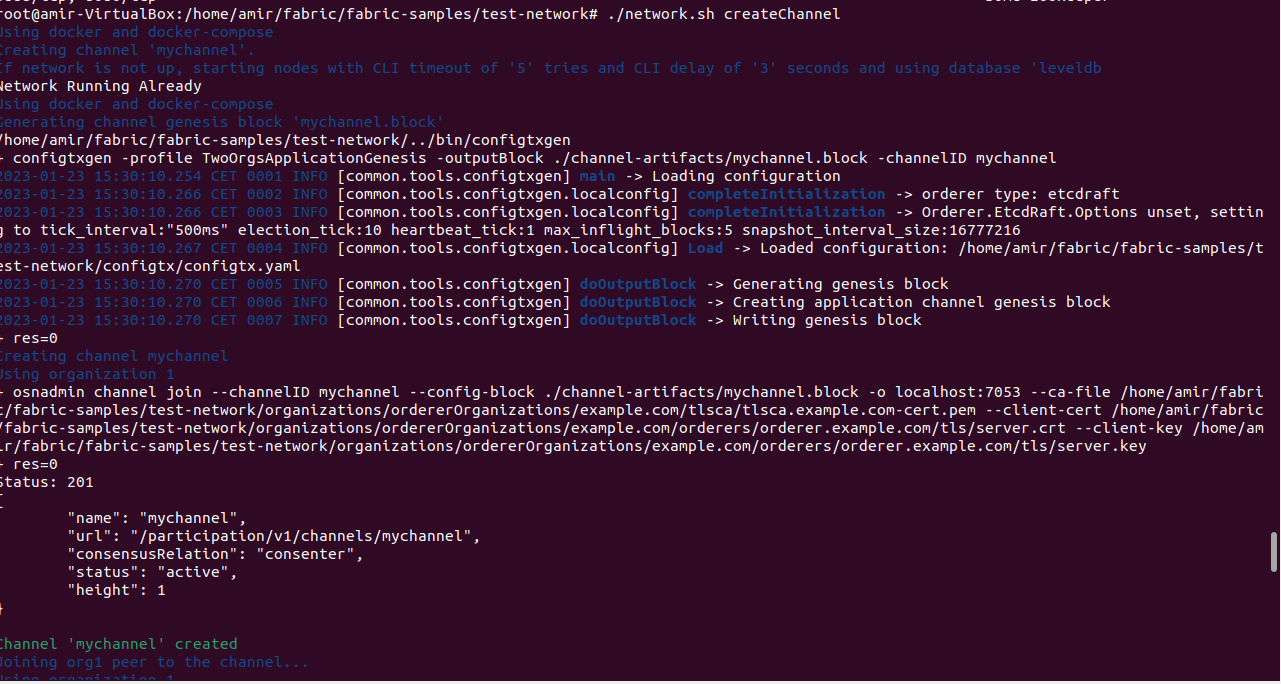 root@amir-VirtualBox:/home/amir/fabric/fabric-samples/test-network# ./network.sh createChannel
Using docker and docker-compose
Creating channel 'mychannel'.
If network is not up, starting nodes with CLI timeout of '5' tries and CLI delay of '3' seconds and using database 'leveldb
Network Running Already
Using docker and docker-compose
Generating channel genesis block 'mychannel.block'
/home/amir/fabric/fabric-samples/test-network/../bin/configtxgen
+ configtxgen -profile TwoOrgsApplicationGenesis -outputBlock ./channel-artifacts/mychannel.block -channelID mychannel
2023-01-23 15:30:10.254 CET 0001 INFO [common.tools.configtxgen] main -> Loading configuration
2023-01-23 15:30:10.266 CET 0002 INFO [common.tools.configtxgen.localconfig] completeInitialization -> orderer type: etcdraft
2023-01-23 15:30:10.266 CET 0003 INFO [common.tools.configtxgen.localconfig] completeInitialization -> Orderer.EtcdRaft.Options unset, settin
g to tick_interval:"500ms" election_tick:10 heartbeat_tick:1 max_inflight_blocks:5 snapshot_interval_size:16777216
2023-01-23 15:30:10.270 CET 0004 INFO [common.tools.configtxgen.localconfig] Load -> Loaded configuration: /home/amir/fabric/fabric-samples/t
est-network/configtx/configtx.yaml
2023-01-23 15:30:10.270 CET 0005 INFO [common.tools.configtxgen] doOutputBlock -> Generating genesis block
2023-01-23 15:30:10.270 CET 0006 INFO [common.tools.configtxgen] doOutputBlock -> Creating application channel genesis block
2023-01-23 15:30:10.270 CET 0007 INFO [common.tools.configtxgen] doOutputBlock -> Writing genesis block
+ res=0
Creating channel mychannel
Using organization 1
+ osnadmin channel join --channelID mychannel --config-block ./channel-artifacts/mychannel.block -o localhost:7053 --ca-file /home/amir/fabri
c/fabric-samples/test-network/organizations/ordererOrganizations/example.com/tlsca/tlsca.example.com-cert.pem --client-cert /home/amir/fabric
/fabric-samples/test-network/organizations/ordererOrganizations/example.com/orderers/orderer.example.com/tls/server.crt --client-key /home/am
ir/fabric/fabric-samples/test-network/organizations/ordererOrganizations/example.com/orderers/orderer.example.com/tls/server.key
+ res=0
Status: 201
{
"name": "mychannel",
"url": "/participation/v1/channels/mychannel",
"consensusRelation": "consenter",
"status": "active",
"height": 1
}
Channel 'mychannel' created
Joining org1 peer to the channel...
Using organization 1